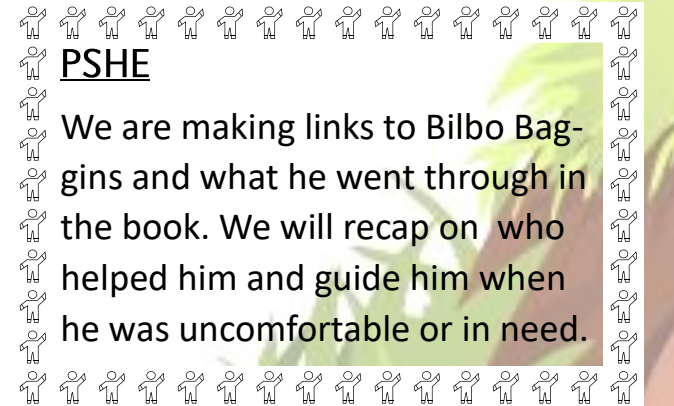 PSHE
We are making links to Bilbo Bag-
gins and what he went through in
the book. We will recap on  who
helped him and guide him when
he was uncomfortable or in need.